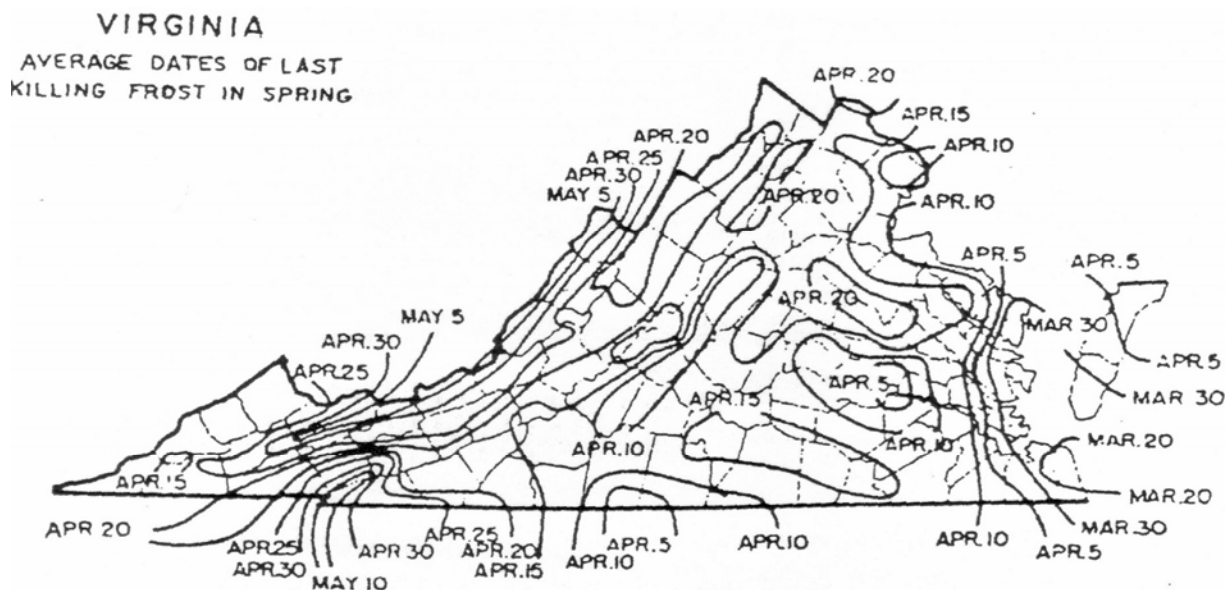 VIRGINIA
AVERAGE DATES OF LAST
KILLING FROST IN SPRING
APR.20
APR.15
APR.10
APR.20
APR.25
APR.30
MAY 5
APR.20
APR.10
APR.5
APR.5
MAY 5
APR.30
APR.25
APR.20
MAR 30
APR.5
MAR 30
APR.5
APR.15
APR.10
APR.10
MAR.20
APR.15
MAR.20
APR 20
APR.25
APR.30
MAY 10
APR.30
APR.25
APR.20
APR.15
APR.10
APR.5
APR.10
APR.10
APR.5
MAR.30